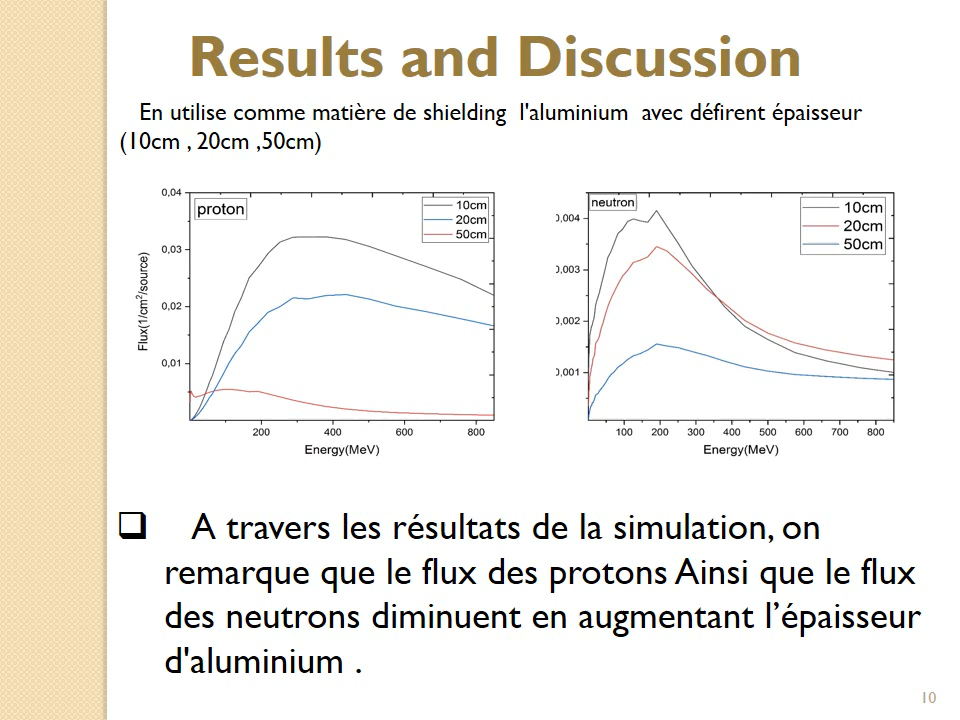 Results and Discussion
En utilise comme matière de shielding l'aluminium avec défirent épaisseur
(10cm , 20cm ,50cm)
proton
10cm
20cm
50cm
0,04
0,03
0,02
0,01
Flux(1/cm²/source)
200 400 600 800
Energy(MeV)
neutron
10cm
20cm
50cm
0,004
0,003
0,002
0,001
100 200 300 400 500 600 700 800
Energy(MeV)
A travers les résultats de la simulation, on
remarque que le flux des protons Ainsi que le flux
des neutrons diminuent en augmentant l’épaisseur
d'aluminium .
10